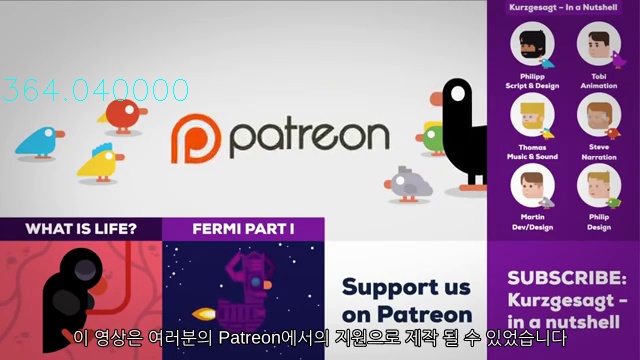 Kurzgesagt – In a Nutshell
364.040000
patreon
Philipp
Script & Design
Tobi
Animation
Thomas
Music & Sound
Steve
Narration
Martin
Dev/Design
Philip
Design
WHAT IS LIFE?
FERMI PART I
Support us
on Patreon
SUBSCRIBE:
Kurzgesagt –
in a nutshell
이 영상은 여러분의 Patreon에서의 지원으로 제작 될 수 있었습니다